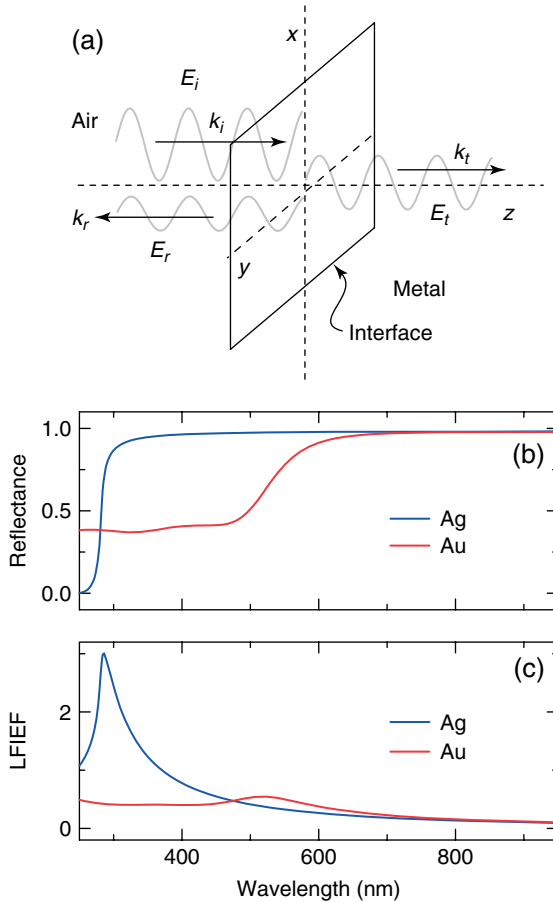 (a)
x
E_i
Air
k_i
k_t
k_r
E_r
E_t
z
y
Metal
Interface
1.0
(b)
Reflectance
0.5
Ag
Au
0.0
(c)
LFIEF
2
Ag
Au
0
400
600
800
Wavelength (nm)